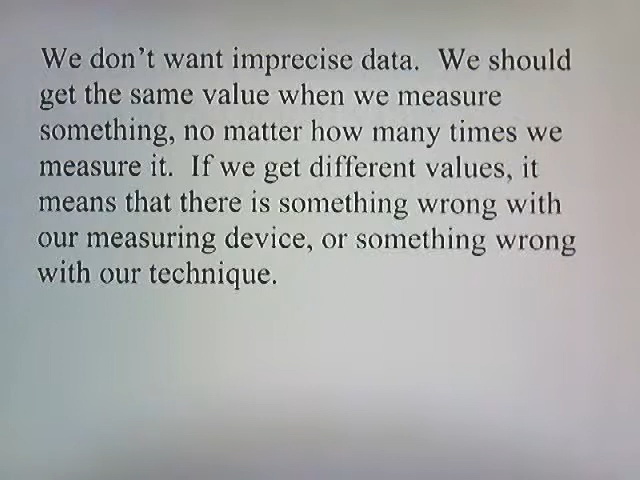 We don't want imprecise data.  We should
get the same value when we measure
something, no matter how many times we
measure it.  If we get different values, it
means that there is something wrong with
our measuring device, or something wrong
with our technique.